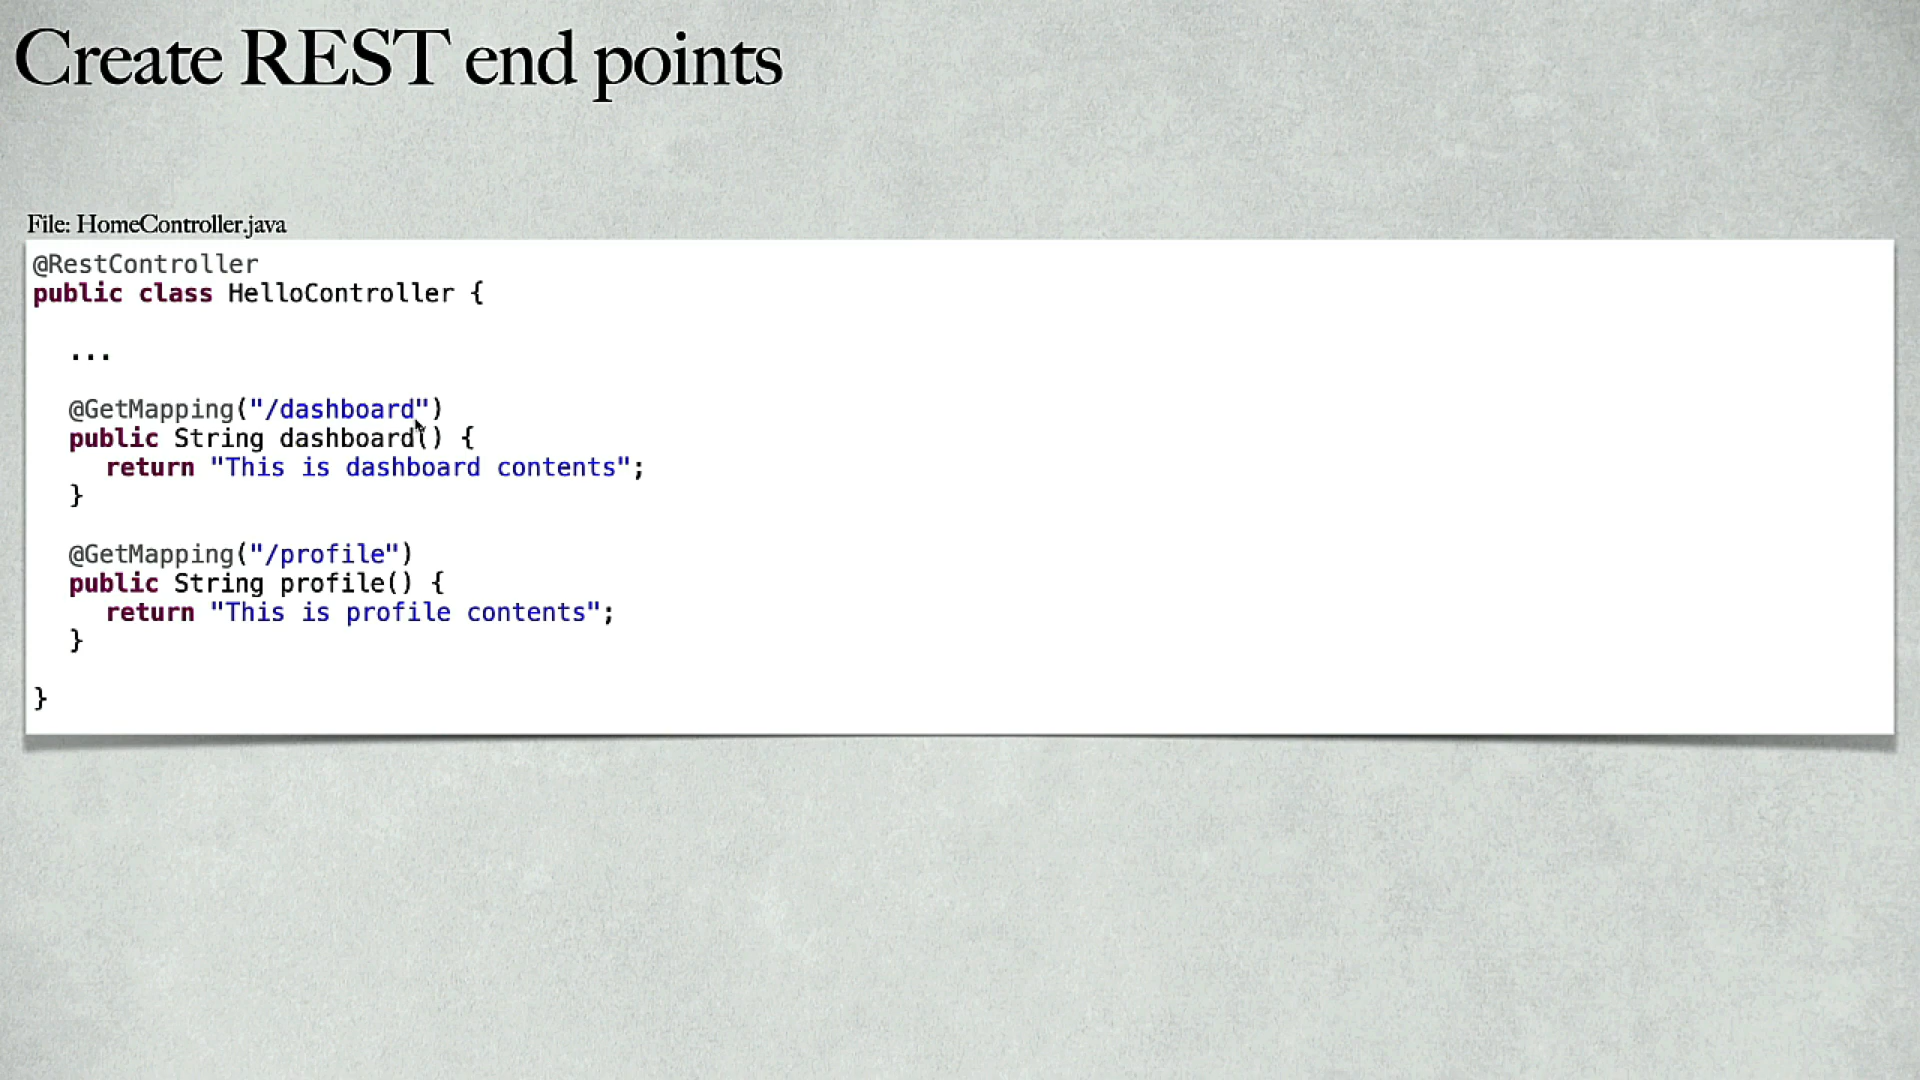 Create REST end points
File: HomeController.java
@RestController
public class HelloController {
...
@GetMapping("/dashboard")
public String dashboard() {
return "This is dashboard contents";
}
@GetMapping("/profile")
public String profile() {
return "This is profile contents";
}
}